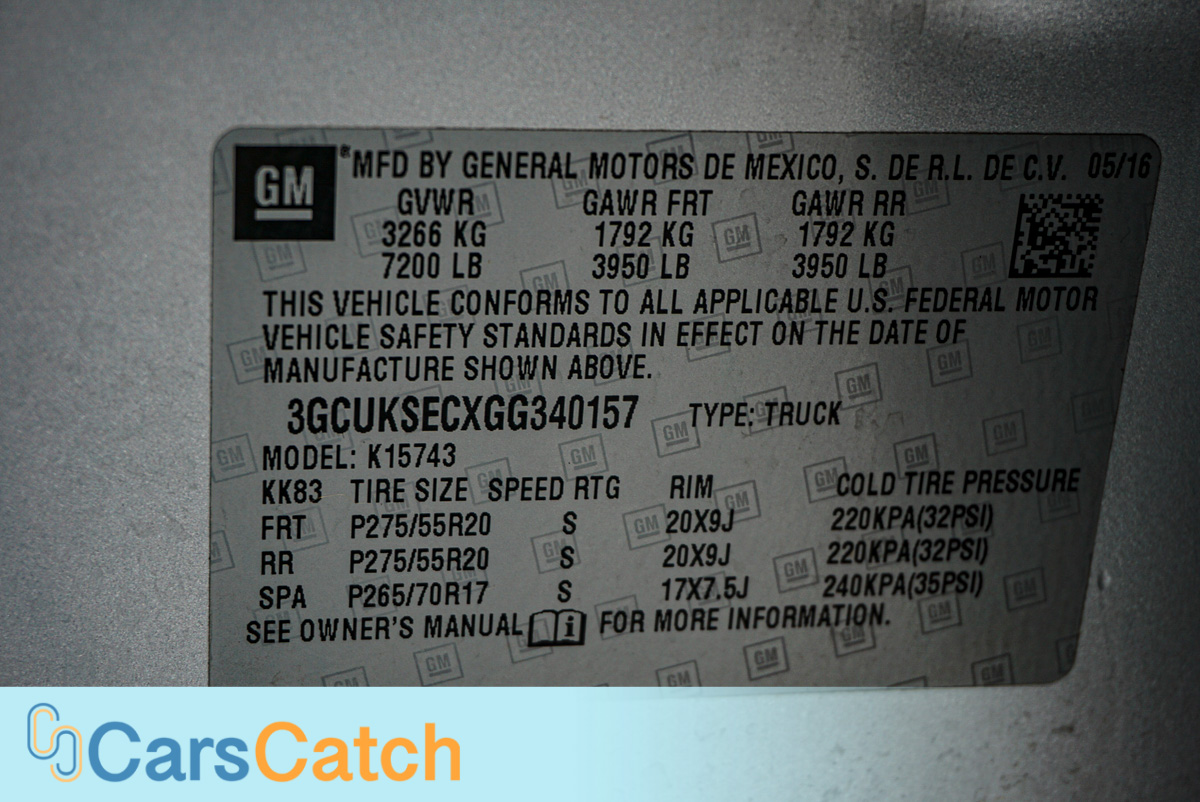 GM ®MFD BY GENERAL MOTORS DE MEXICO, S. DE R.L. DE C.V. 05/16
GVWR GAWR FRT GAWR RR
3266 KG 1792 KG 1792 KG
7200 LB 3950 LB 3950 LB
THIS VEHICLE CONFORMS TO ALL APPLICABLE U.S. FEDERAL MOTOR
VEHICLE SAFETY STANDARDS IN EFFECT ON THE DATE OF
MANUFACTURE SHOWN ABOVE.
3GCUKSECXGG340157 TYPE: TRUCK
MODEL: K15743
KK83 TIRE SIZE SPEED RTG RIM COLD TIRE PRESSURE
FRT P275/55R20 S 20X9J 220KPA(32PSI)
RR P275/55R20 S 20X9J 220KPA(32PSI)
SPA P265/70R17 S 17X7.5J 240KPA(35PSI)
SEE OWNER'S MANUAL i FOR MORE INFORMATION.
CarsCatch